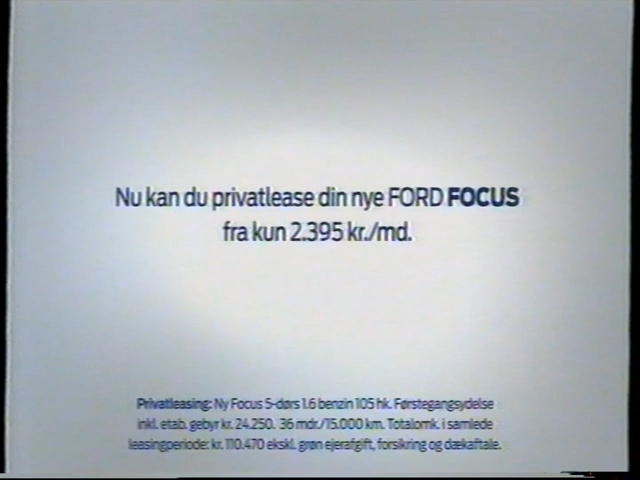 Nu kan du privatlease din nye FORD FOCUS
fra kun 2.395 kr./md.
Privatleasing: Ny Focus 5-dørs 1.6 benzin 105 hk. Førstegangsydelse
inkl. etab. gebyr kr. 24.250. 36 mdr./15.000 km. Totalomk. i samlede
leasingperiode: kr. 110.470 ekskl. grøn ejerafgift, forsikring og dækaftale.